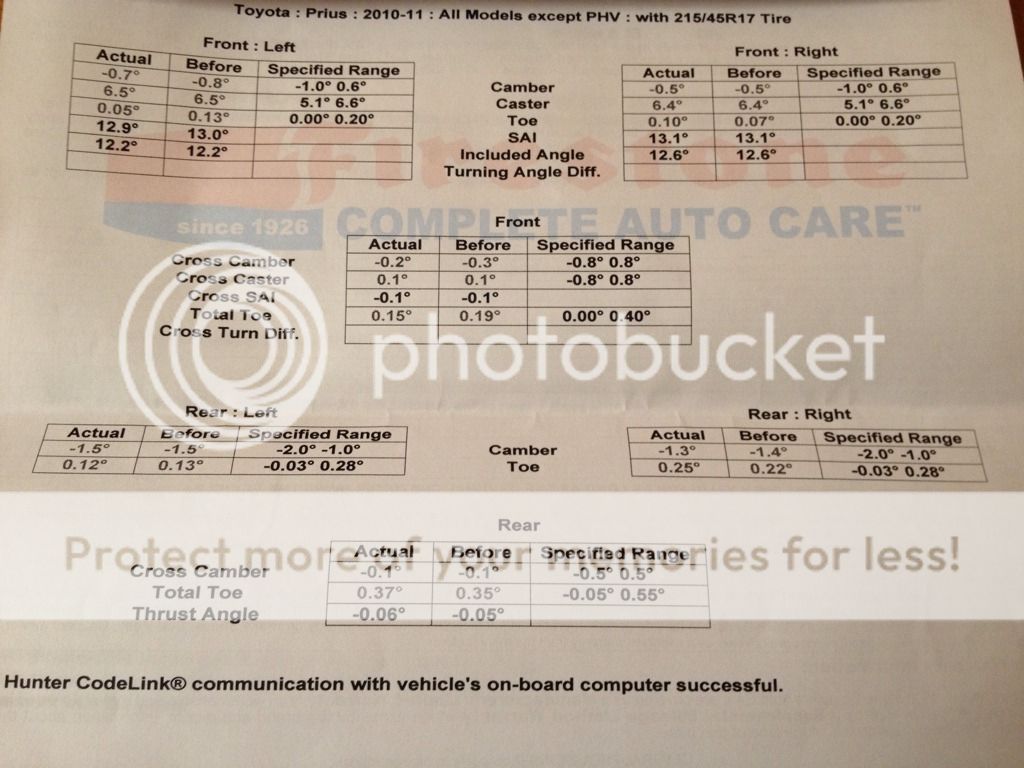 Toyota : Prius : 2010-11 : All Models except PHV : with 215/45R17 Tire
Front : Left
Actual Before Specified Range
-0.7° -0.8° -1.0° 0.6°
6.5° 6.5° 5.1° 6.6°
0.05° 0.13° 0.00° 0.20°
12.9° 13.0°
12.2° 12.2°
Camber
Caster
Toe
SAI
Included Angle
Turning Angle Diff.
Front : Right
Actual Before Specified Range
-0.5° -0.5° -1.0° 0.6°
6.4° 6.4° 5.1° 6.6°
0.10° 0.07° 0.00° 0.20°
13.1° 13.1°
12.6° 12.6°
Firestone
since 1926 COMPLETE AUTO CARE™
Front
Actual Before Specified Range
Cross Camber -0.2° -0.3° -0.8° 0.8°
Cross Caster 0.1° 0.1° -0.8° 0.8°
Cross SAI -0.1° -0.1°
Total Toe 0.15° 0.19° 0.00° 0.40°
Cross Turn Diff.
photobucket
Rear : Left
Actual Before Specified Range
-1.5° -1.5° -2.0° -1.0°
0.12° 0.13° -0.03° 0.28°
Camber
Toe
Rear : Right
Actual Before Specified Range
-1.3° -1.4° -2.0° -1.0°
0.25° 0.22° -0.03° 0.28°
Rear
Protect more of your memories for less!
Actual Before Specified Range
Cross Camber -0.1° -0.1° -0.5° 0.5°
Total Toe 0.37° 0.35° -0.05° 0.55°
Thrust Angle -0.06° -0.05°
Hunter CodeLink® communication with vehicle's on-board computer successful.